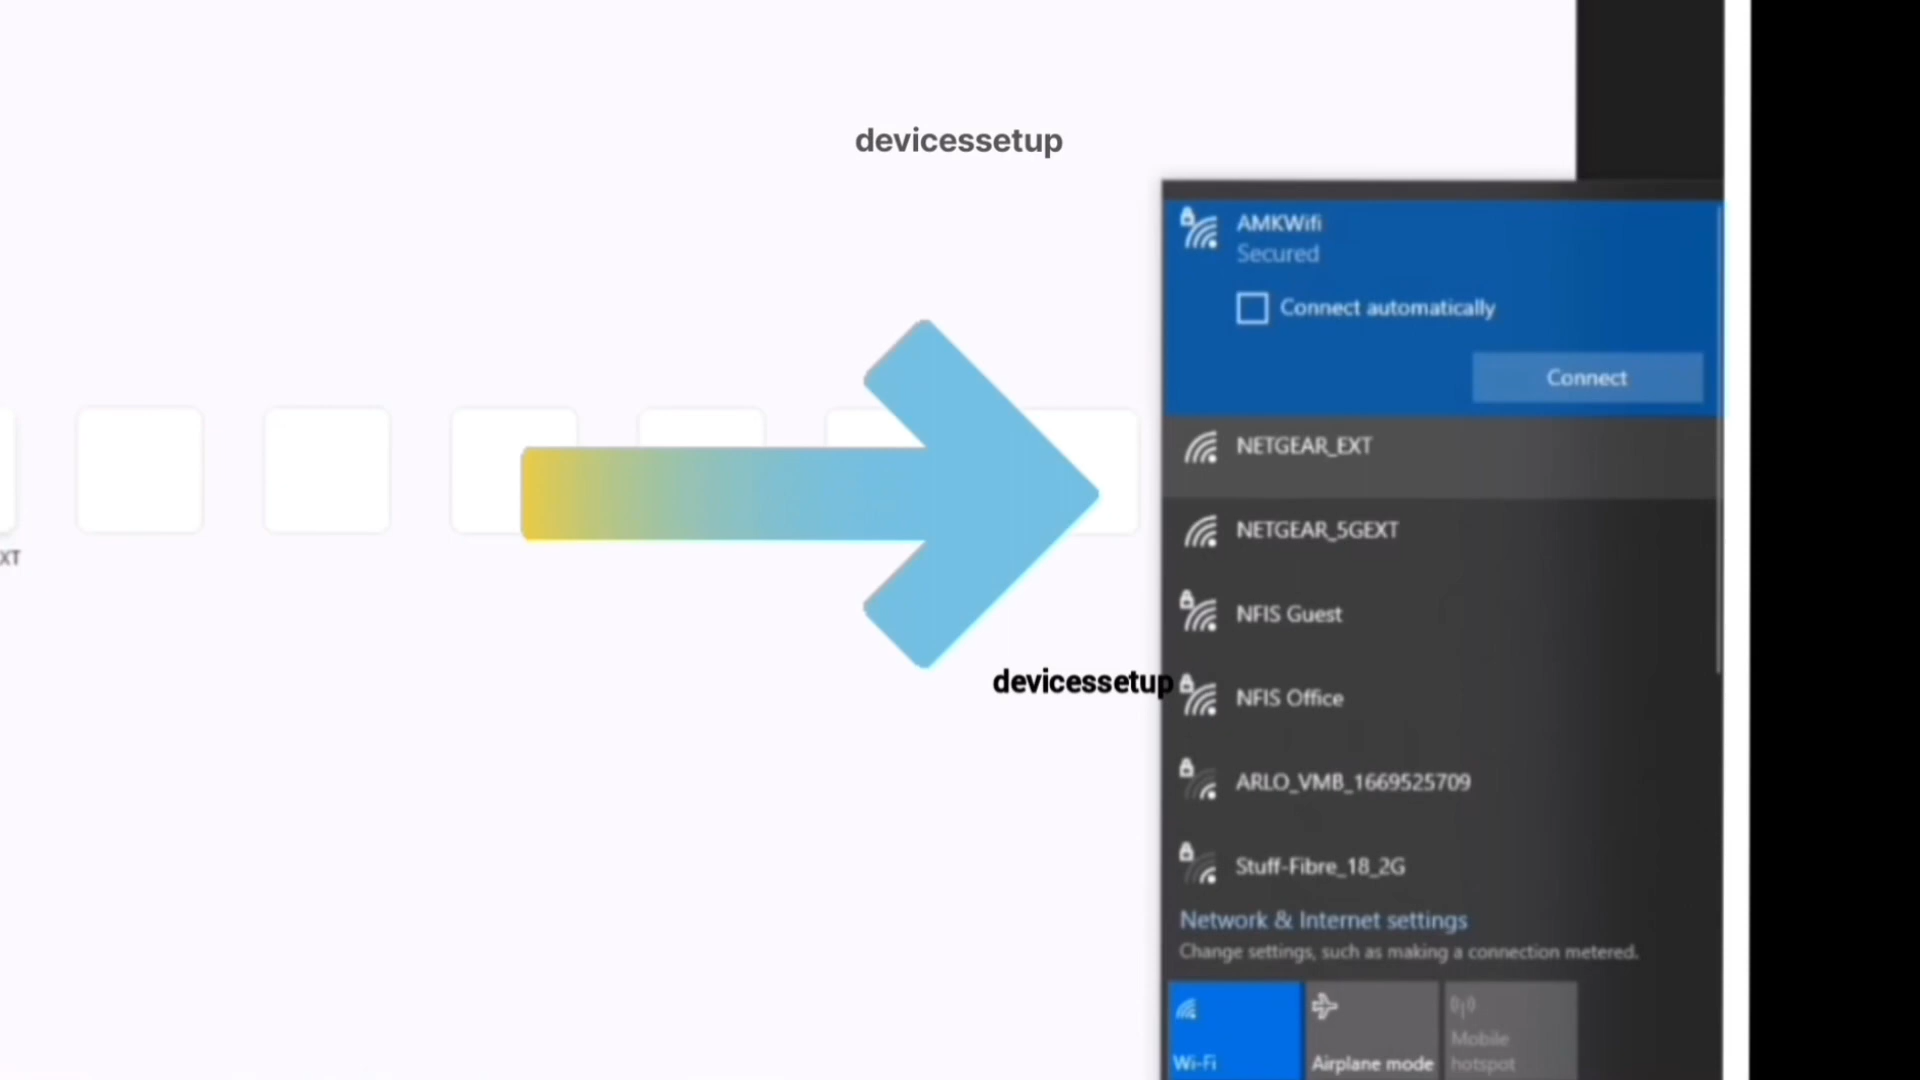 devicessetup
AMKWifi
Secured
Connect automatically
Connect
NETGEAR_EXT
NETGEAR_5GEXT
XT
NFIS Guest
devicessetup
NFIS Office
ARLO_VMB_1669525709
Stuff-Fibre_18_2G
Network & Internet settings
Change settings, such as making a connection metered.
Wi-Fi
Airplane mode
Mobile
hotspot